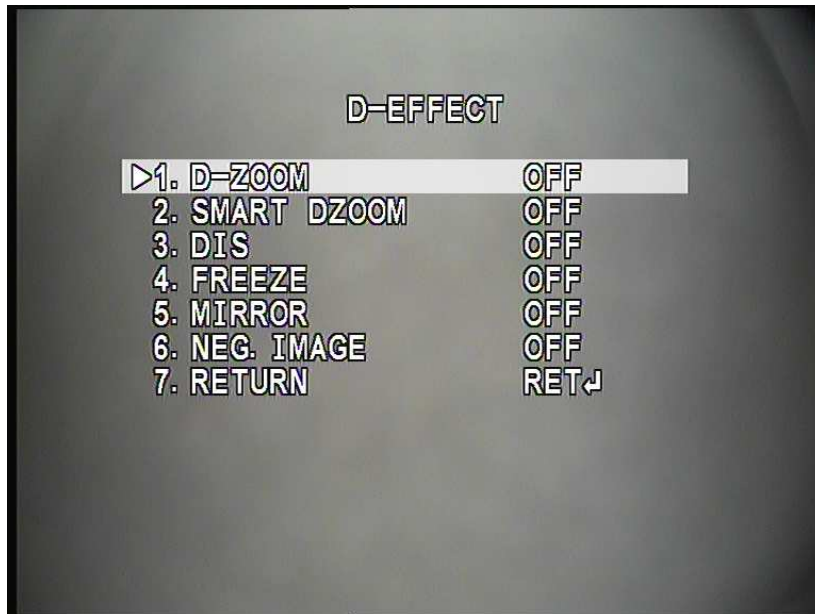 D-EFFECT
▷1. D-ZOOM OFF
2. SMART DZOOM OFF
3. DIS OFF
4. FREEZE OFF
5. MIRROR OFF
6. NEG. IMAGE OFF
7. RETURN RET↲